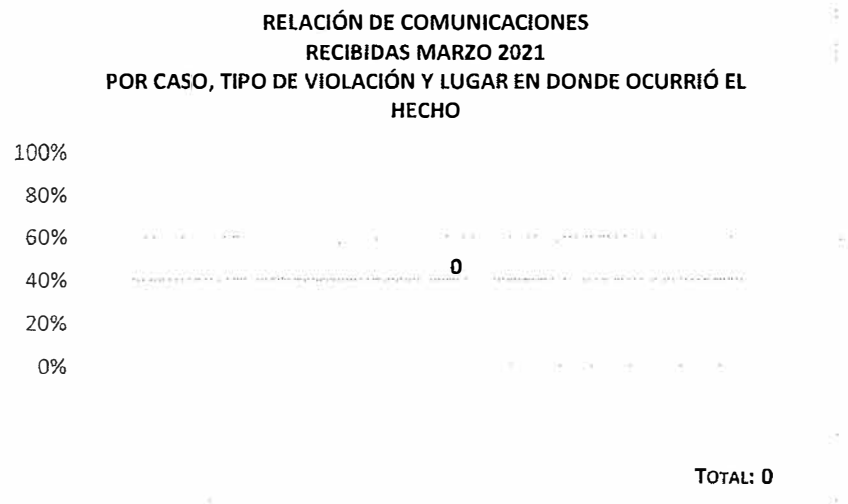 RELACIÓN DE COMUNICACIONES
RECIBIDAS MARZO 2021
POR CASO, TIPO DE VIOLACIÓN Y LUGAR EN DONDE OCURRIÓ EL
HECHO
100%
80%
60%
0
40%
20%
0%
TOTAL: 0